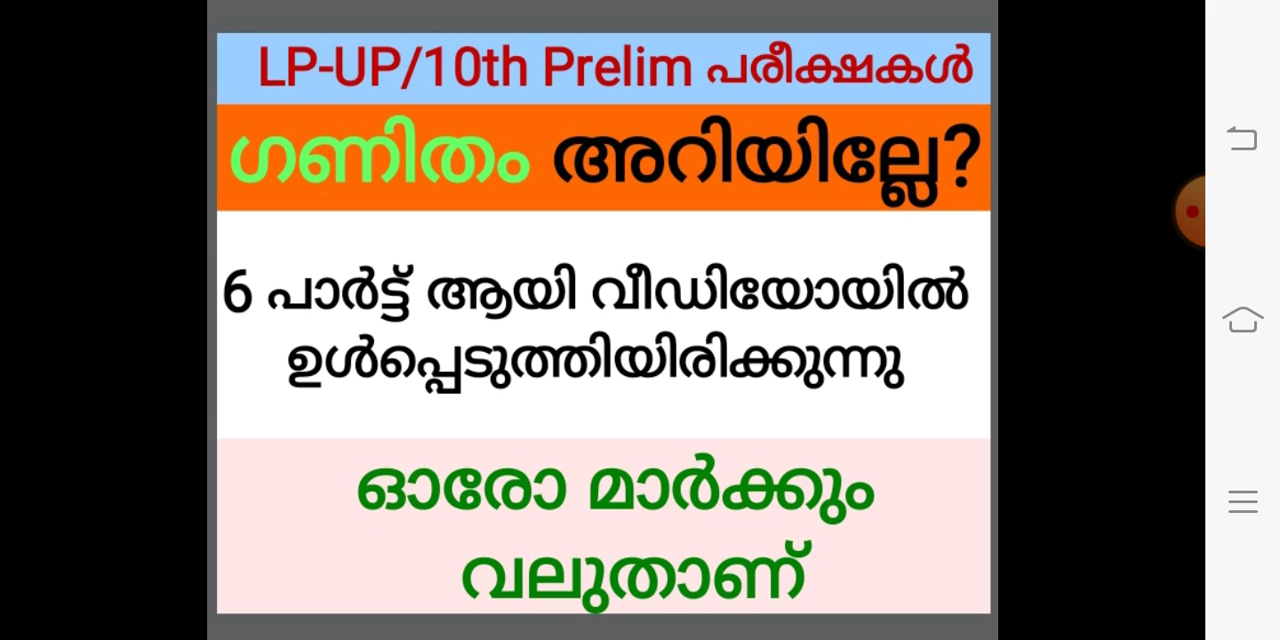 LP-UP/10th Prelim പരീക്ഷകൾ
ഗണിതം അറിയില്ലേ?
6 പാർട്ട് ആയി വീഡിയോയിൽ
ഉൾപ്പെടുത്തിയിരിക്കുന്നു
ഓരോ മാർക്കും
വലുതാണ്